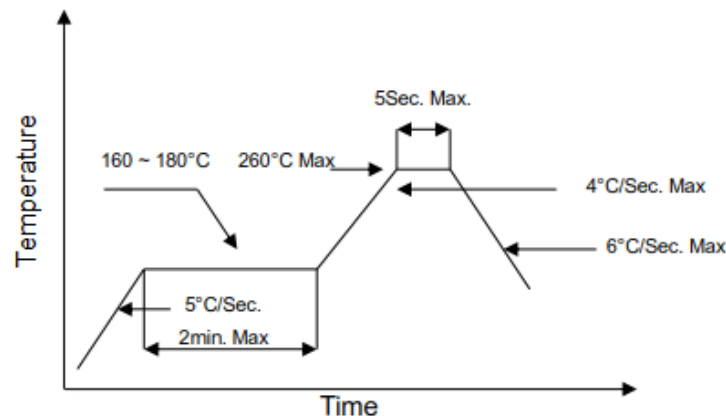 5Sec. Max.
160 ~ 180°C
260°C Max
4°C/Sec. Max
6°C/Sec. Max
5°C/Sec.
2min. Max
Temperature
Time